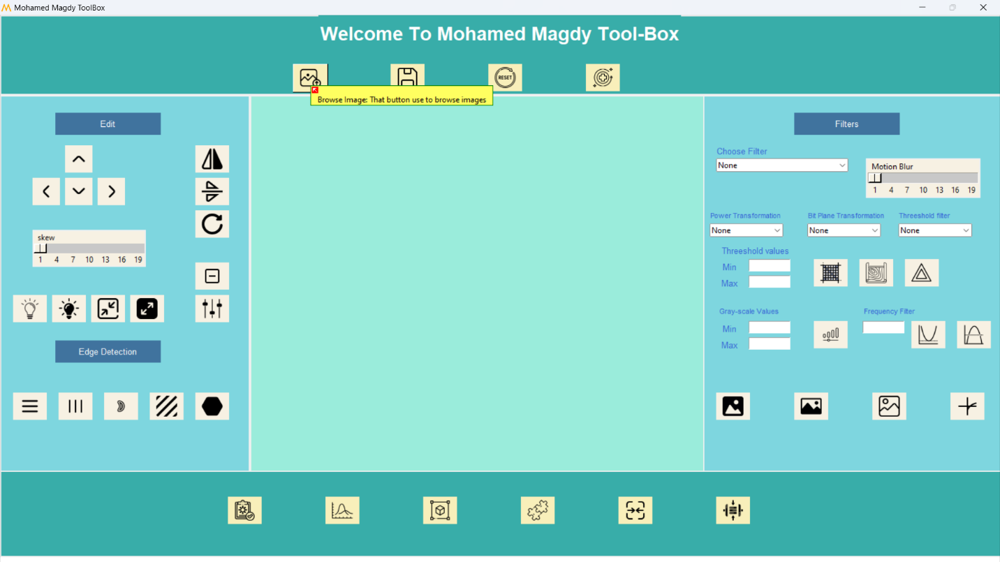 Mohamed Magdy ToolBox
Welcome To Mohamed Magdy Tool-Box
RESET
Browse Image: That button use to browse images
Edit
skew
1 4 7 10 13 16 19
Edge Detection
Filters
Choose Filter
None
Motion Blur
1 4 7 10 13 16 19
Power Transformation
Bit Plane Transformation
Threeshold filter
None
None
None
Threeshold values
Min
Max
Gray-scale Values
Min
Max
Frequency Filter